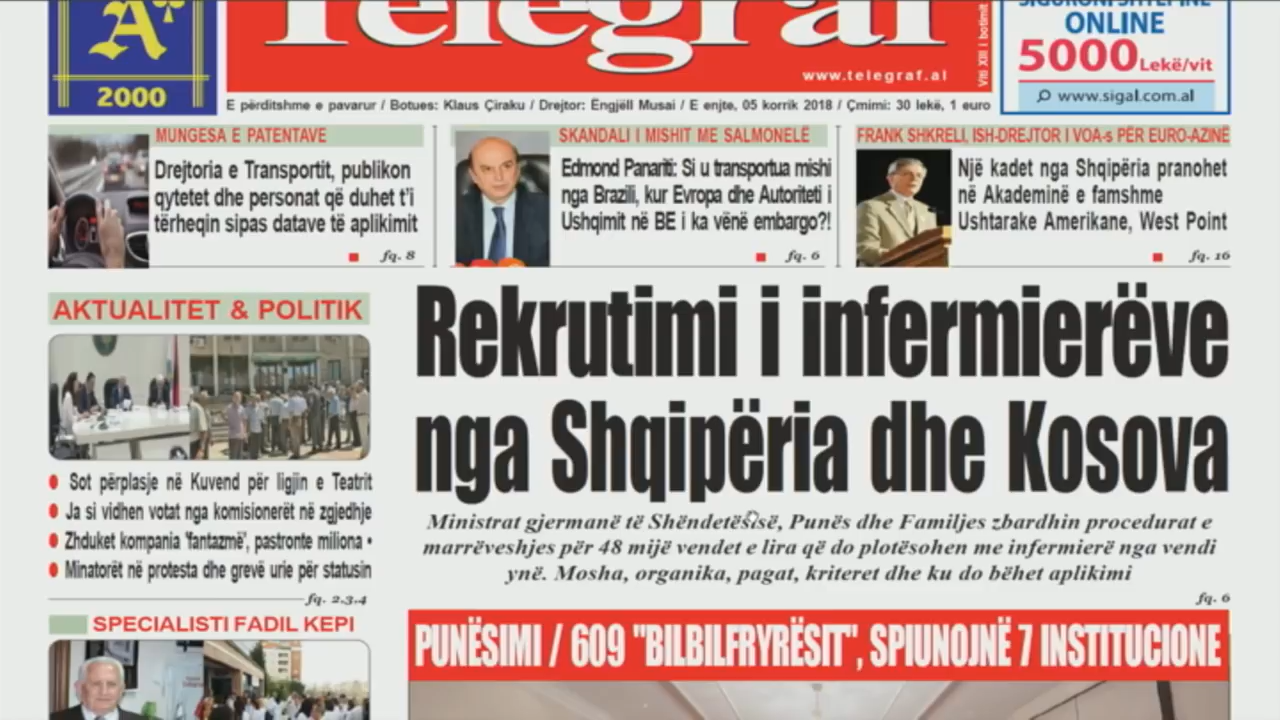 A
2000
Telegraf
www.telegraf.al
Viti XIII i botimit
SIGURONI SHTEPINË
ONLINE
5000 Lekë/vit
www.sigal.com.al
E përditshme e pavarur / Botues: Klaus Çiraku / Drejtor: Ëngjëll Musai / E enjte, 05 korrik 2018 / Çmimi: 30 lekë, 1 euro
MUNGESA E PATENTAVE
Drejtoria e Transportit, publikon
qytetet dhe personat që duhet t'i
tërheqin sipas datave të aplikimit
fq. 8
SKANDALI I MISHIT ME SALMONELË
Edmond Panariti: Si u transportua mishi
nga Brazili, kur Evropa dhe Autoriteti i
Ushqimit në BE i ka vënë embargo?!
fq. 6
FRANK SHKRELI, ISH-DREJTOR I VOA-s PËR EURO-AZINË
Një kadet nga Shqipëria pranohet
në Akademinë e famshme
Ushtarake Amerikane, West Point
fq. 16
AKTUALITET & POLITIK
Sot përplasje në Kuvend për ligjin e Teatrit
Ja si vidhen votat nga komisionerët në zgjedhje
Zhduket kompania 'fantazmë', pastronte miliona •
Minatorët në protesta dhe grevë urie për statusin
fq. 2,3,4
SPECIALISTI FADIL KEPI
Rekrutimi i infermierëve
nga Shqipëria dhe Kosova
Ministrat gjermanë të Shëndetësisë, Punës dhe Familjes zbardhin procedurat e
marrëveshjes për 48 mijë vendet e lira që do plotësohen me infermierë nga vendi
ynë. Mosha, organika, pagat, kriteret dhe ku do bëhet aplikimi
fq. 6
PUNËSIMI / 609 "BILBILFRYRËSIT", SPIUNOJNË 7 INSTITUCIONE